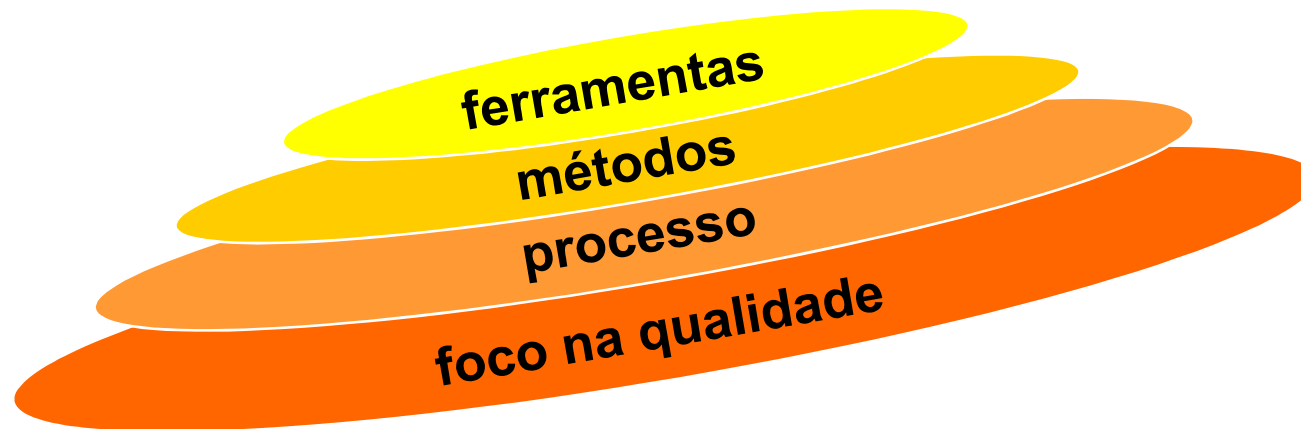 ferramentas
métodos
processo
foco na qualidade